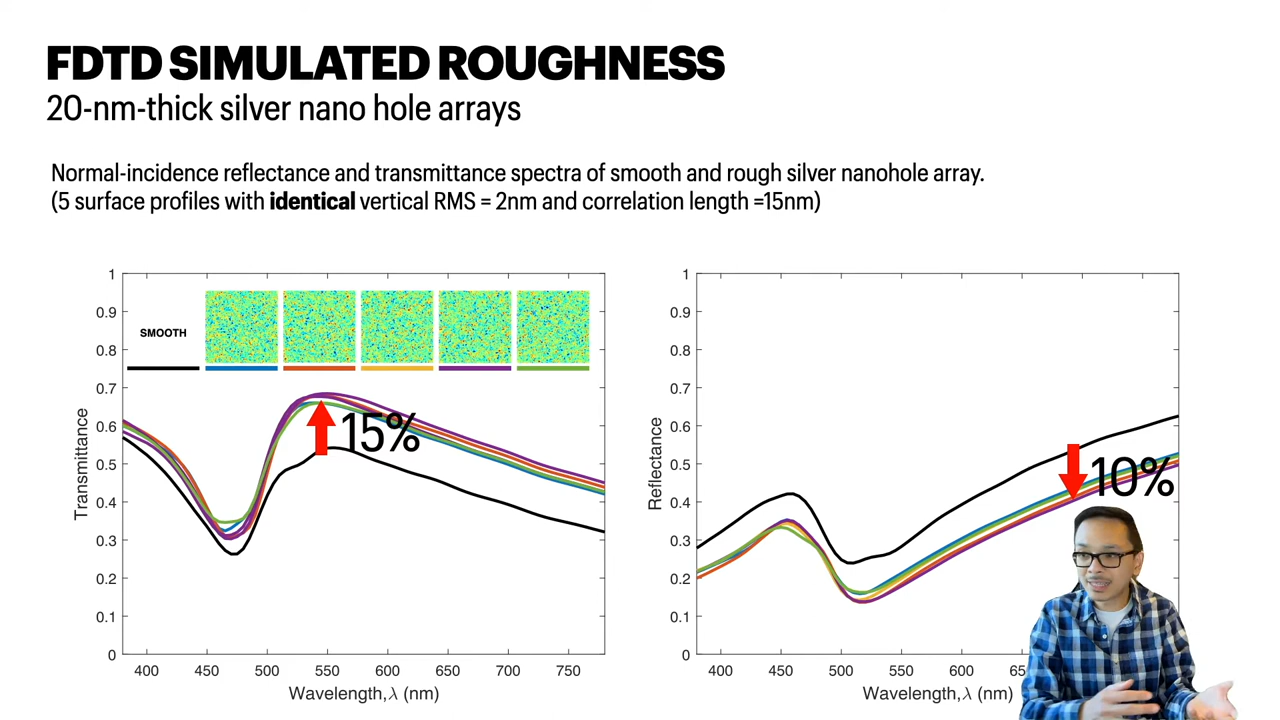 FDTD SIMULATED ROUGHNESS
20-nm-thick silver nano hole arrays
Normal-incidence reflectance and transmittance spectra of smooth and rough silver nanohole array.
(5 surface profiles with identical vertical RMS = 2nm and correlation length =15nm)
1
0.9
0.8
0.7
0.6
0.5
0.4
0.3
0.2
0.1
0
Transmittance
SMOOTH
15%
400 450 500 550 600 650 700 750
Wavelength, λ (nm)
1
0.9
0.8
0.7
0.6
0.5
0.4
0.3
0.2
0.1
0
Reflectance
10%
400 450 500 550 600
Wavelength, λ (nm)